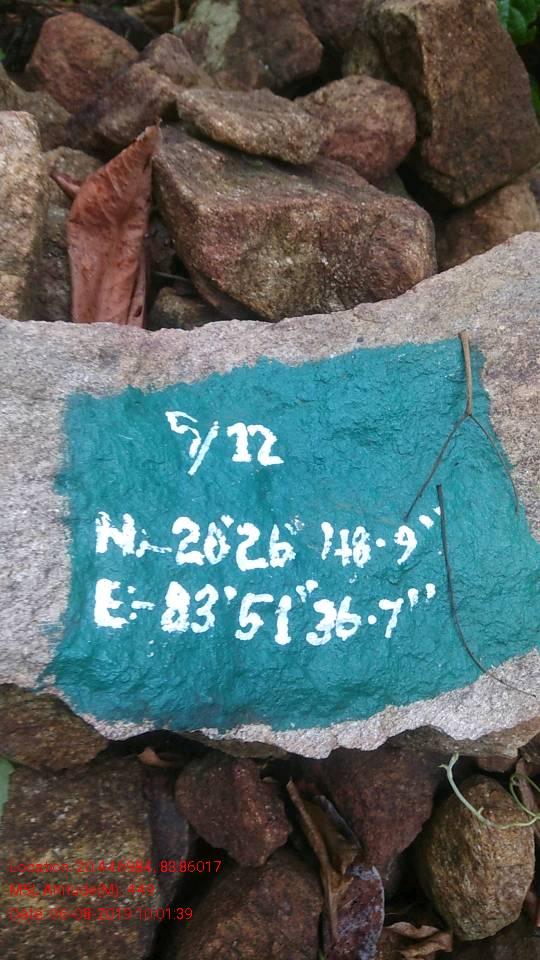 5/12
N:- 20°26" 48.9"
E:- 83°51"36.7"
Location: 20.446984, 83.86017
MSL Altitude(M): 449
Date: 06-08-2019 10:01:39